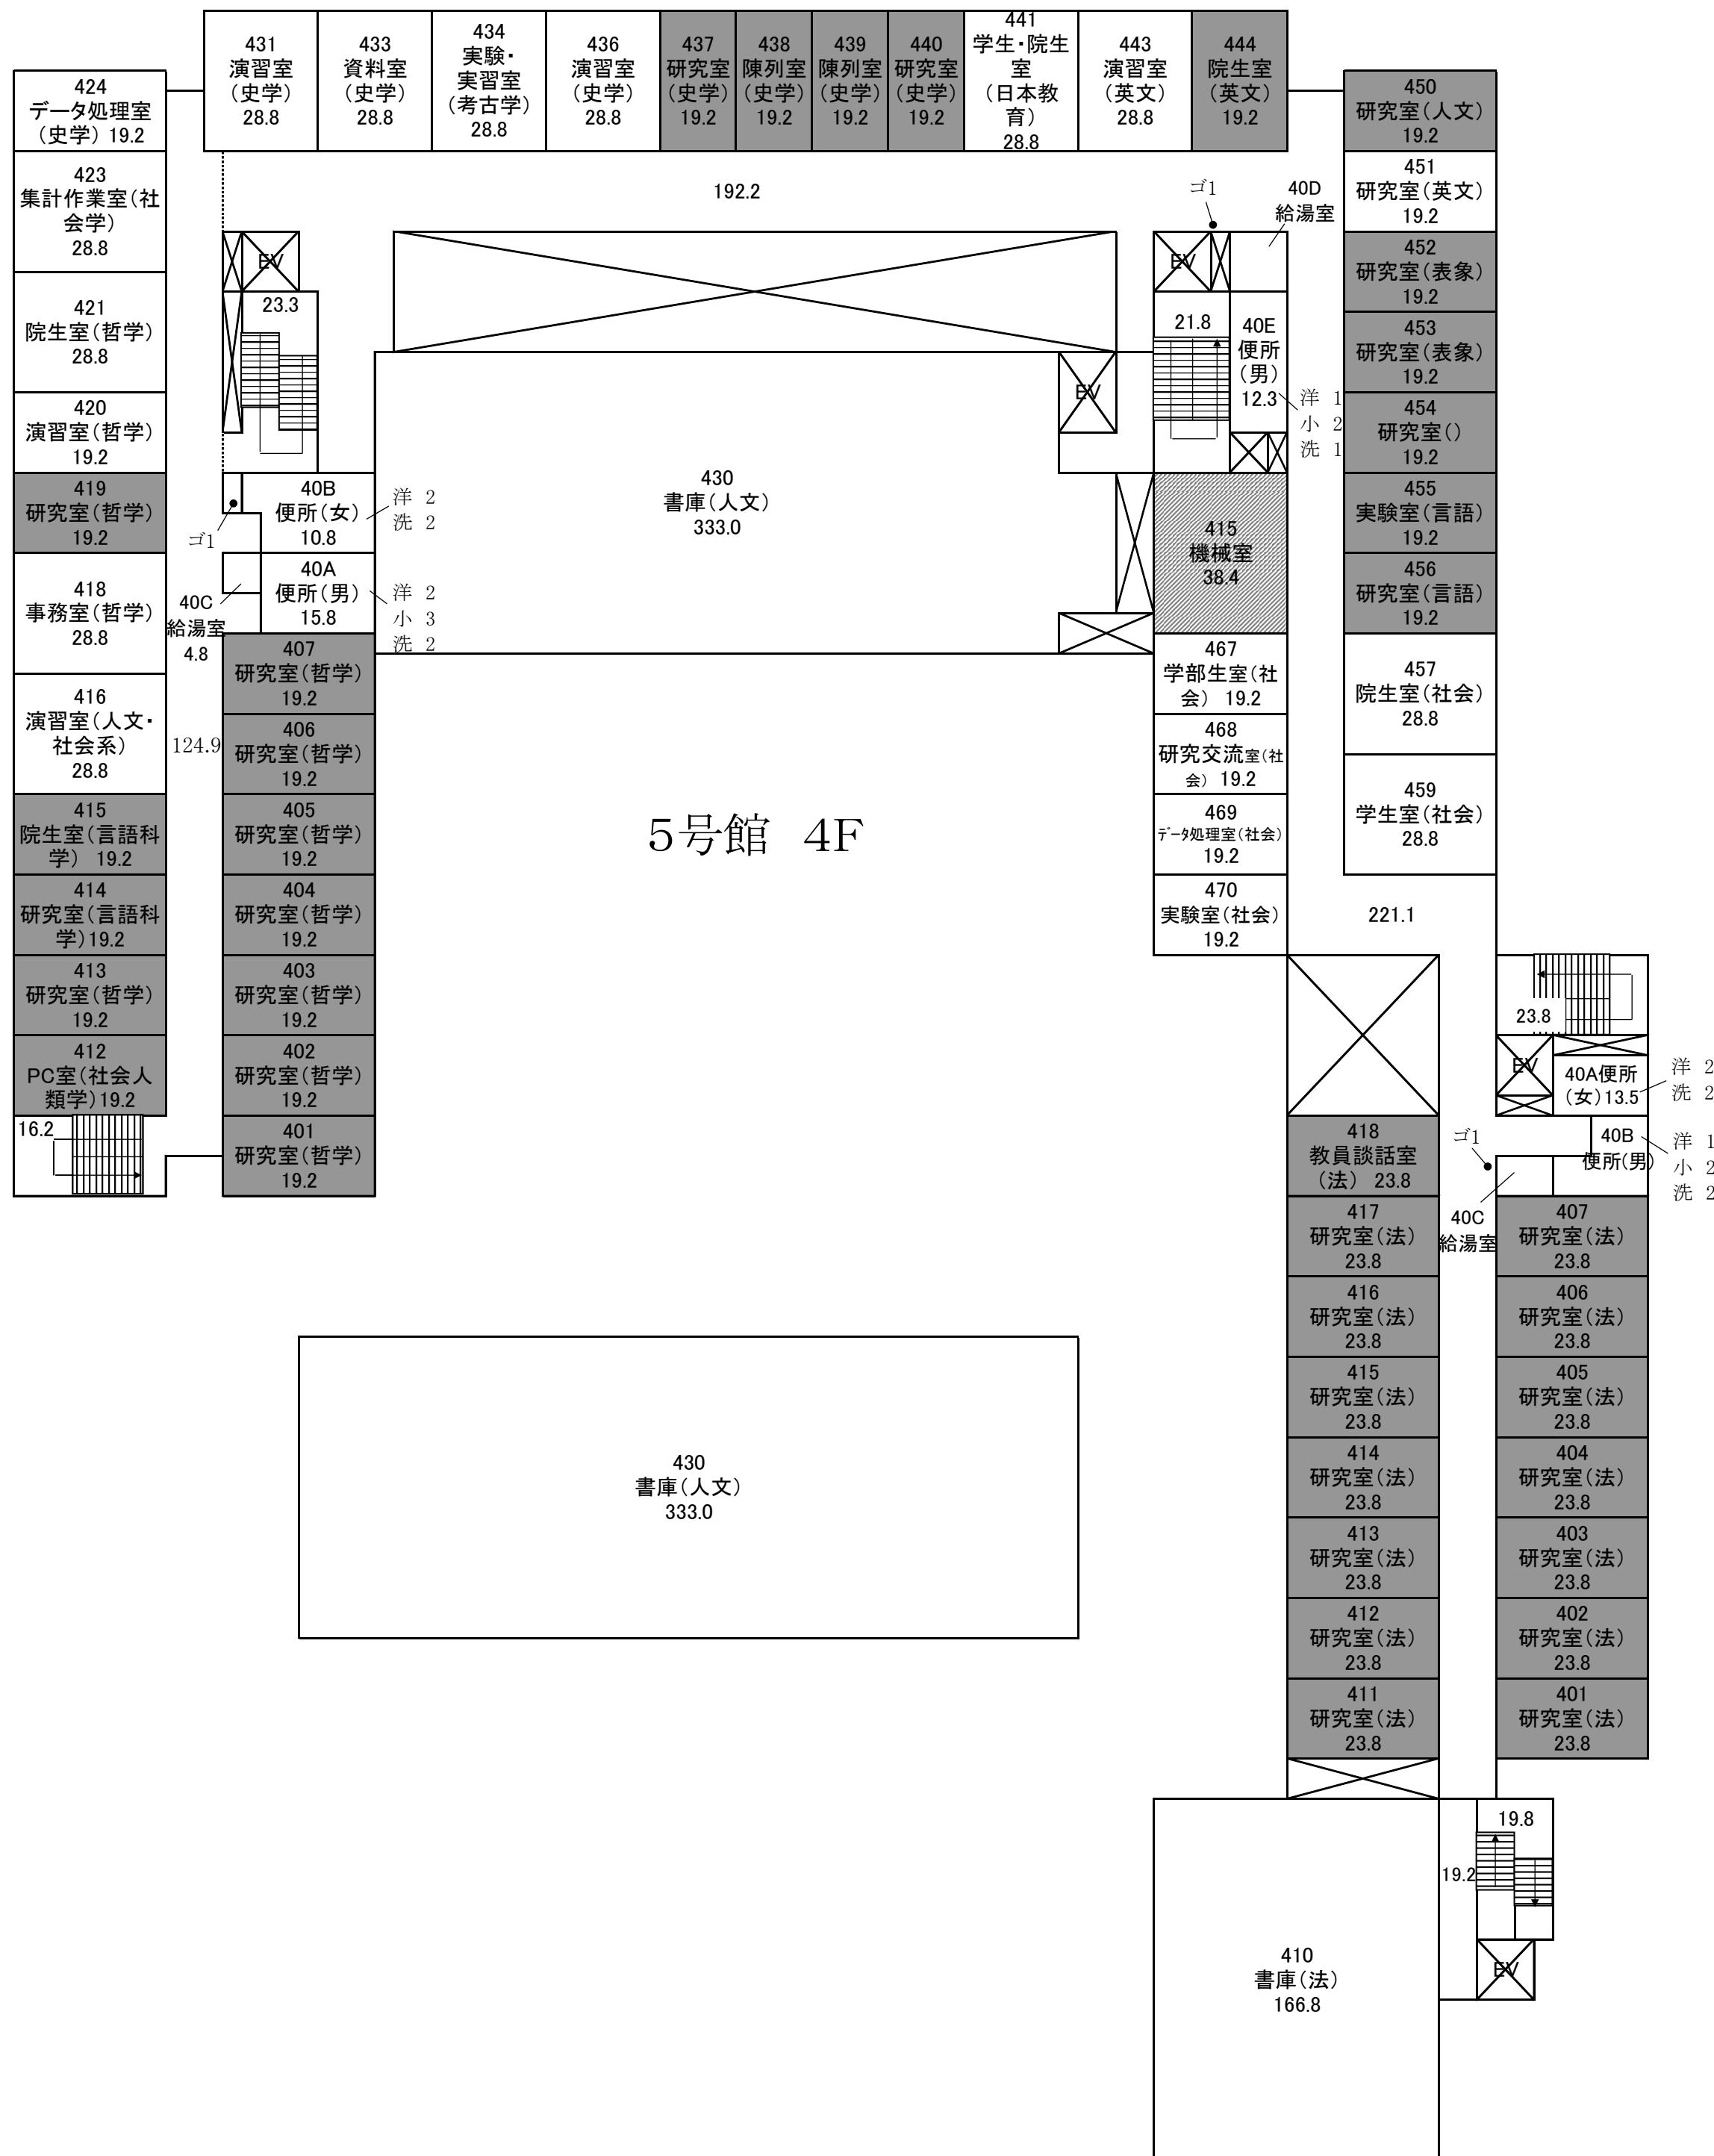 431
演習室
(史学)
28.8
433
資料室
(史学)
28.8
434
実験・
実習室
(考古学)
28.8
436
演習室
(史学)
28.8
437
研究室
(史学)
19.2
438
陳列室
(史学)
19.2
439
陳列室
(史学)
19.2
440
研究室
(史学)
19.2
441
学生・院生
室
(日本教
育)
28.8
443
演習室
(英文)
28.8
444
院生室
(英文)
19.2
424
データ処理室
(史学) 19.2
423
集計作業室(社
会学)
28.8
421
院生室(哲学)
28.8
420
演習室(哲学)
19.2
419
研究室(哲学)
19.2
418
事務室(哲学)
28.8
416
演習室(人文・
社会系)
28.8
415
院生室(言語科
学) 19.2
414
研究室(言語科
学)19.2
413
研究室(哲学)
19.2
412
PC室(社会人
類学)19.2
16.2
192.2
EV
23.3
40B
便所(女)
10.8
洋 2
洗 2
ゴ1
40A
便所(男)
15.8
洋 2
小 3
洗 2
40C
給湯室
4.8
124.9
407
研究室(哲学)
19.2
406
研究室(哲学)
19.2
405
研究室(哲学)
19.2
404
研究室(哲学)
19.2
403
研究室(哲学)
19.2
402
研究室(哲学)
19.2
401
研究室(哲学)
19.2
430
書庫(人文)
333.0
EV
ゴ1
40D
給湯室
EV
21.8
40E
便所
(男)
12.3
洋 1
小 2
洗 1
415
機械室
38.4
467
学部生室(社
会) 19.2
468
研究交流室(社
会) 19.2
469
データ処理室(社会)
19.2
470
実験室(社会)
19.2
450
研究室(人文)
19.2
451
研究室(英文)
19.2
452
研究室(表象)
19.2
453
研究室(表象)
19.2
454
研究室()
19.2
455
実験室(言語)
19.2
456
研究室(言語)
19.2
457
院生室(社会)
28.8
459
学生室(社会)
28.8
221.1
5号館 4F
23.8
EV
40A便所
(女)13.5
洋 2
洗 2
40B
便所(男)
洋 1
小 2
洗 2
ゴ1
40C
給湯室
418
教員談話室
(法) 23.8
417
研究室(法)
23.8
416
研究室(法)
23.8
415
研究室(法)
23.8
414
研究室(法)
23.8
413
研究室(法)
23.8
412
研究室(法)
23.8
411
研究室(法)
23.8
407
研究室(法)
23.8
406
研究室(法)
23.8
405
研究室(法)
23.8
404
研究室(法)
23.8
403
研究室(法)
23.8
402
研究室(法)
23.8
401
研究室(法)
23.8
430
書庫(人文)
333.0
19.8
19.2
EV
410
書庫(法)
166.8